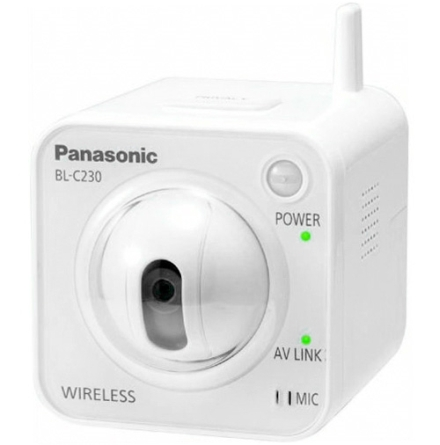 Panasonic
BL-C230
POWER
AV LINK
WIRELESS
MIC